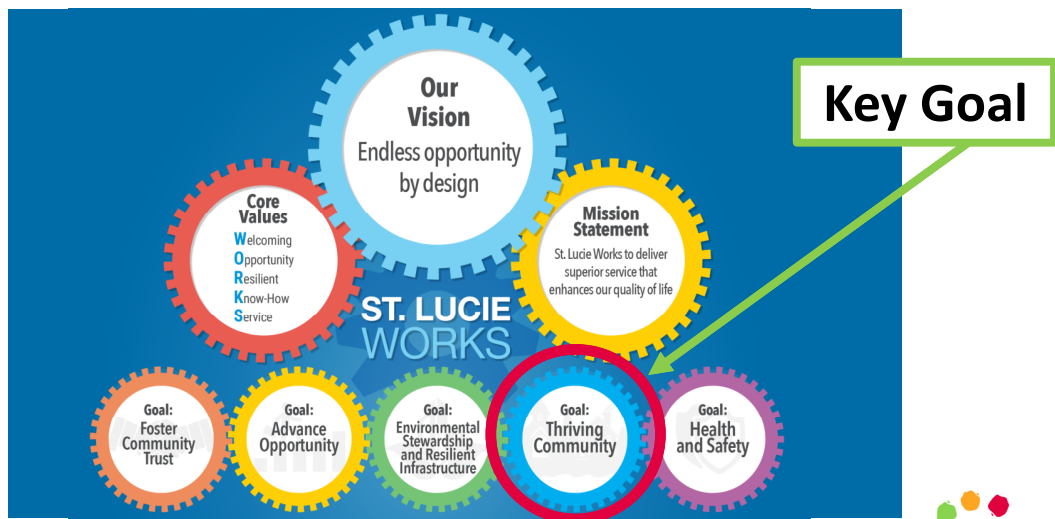 Our
Vision
Endless opportunity
by design
Key Goal
Core
Values
Welcoming
Opportunity
Resilient
Know-How
Service
Mission
Statement
St. Lucie Works to deliver
superior service that
enhances our quality of life
ST. LUCIE
WORKS
Goal:
Foster
Community
Trust
Goal:
Advance
Opportunity
Goal:
Environmental
Stewardship
and Resilient
Infrastructure
Goal:
Thriving
Community
Goal:
Health
and Safety